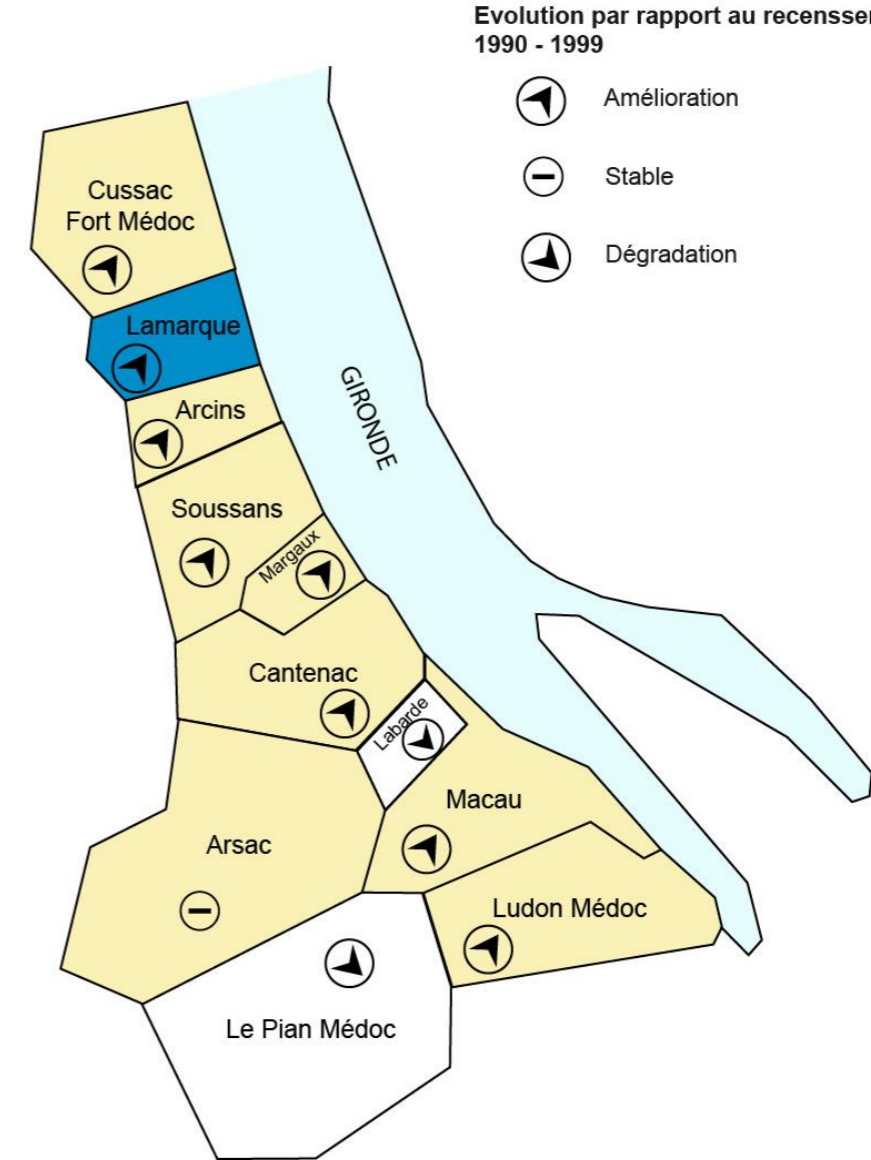 Evolution par rapport au recensse
1990 - 1999
Amélioration
Stable
Dégradation
Cussac
Fort Médoc
Lamarque
Arcins
GIRONDE
Soussans
Margaux
Cantenac
Labarde
Macau
Arsac
Ludon Médoc
Le Pian Médoc